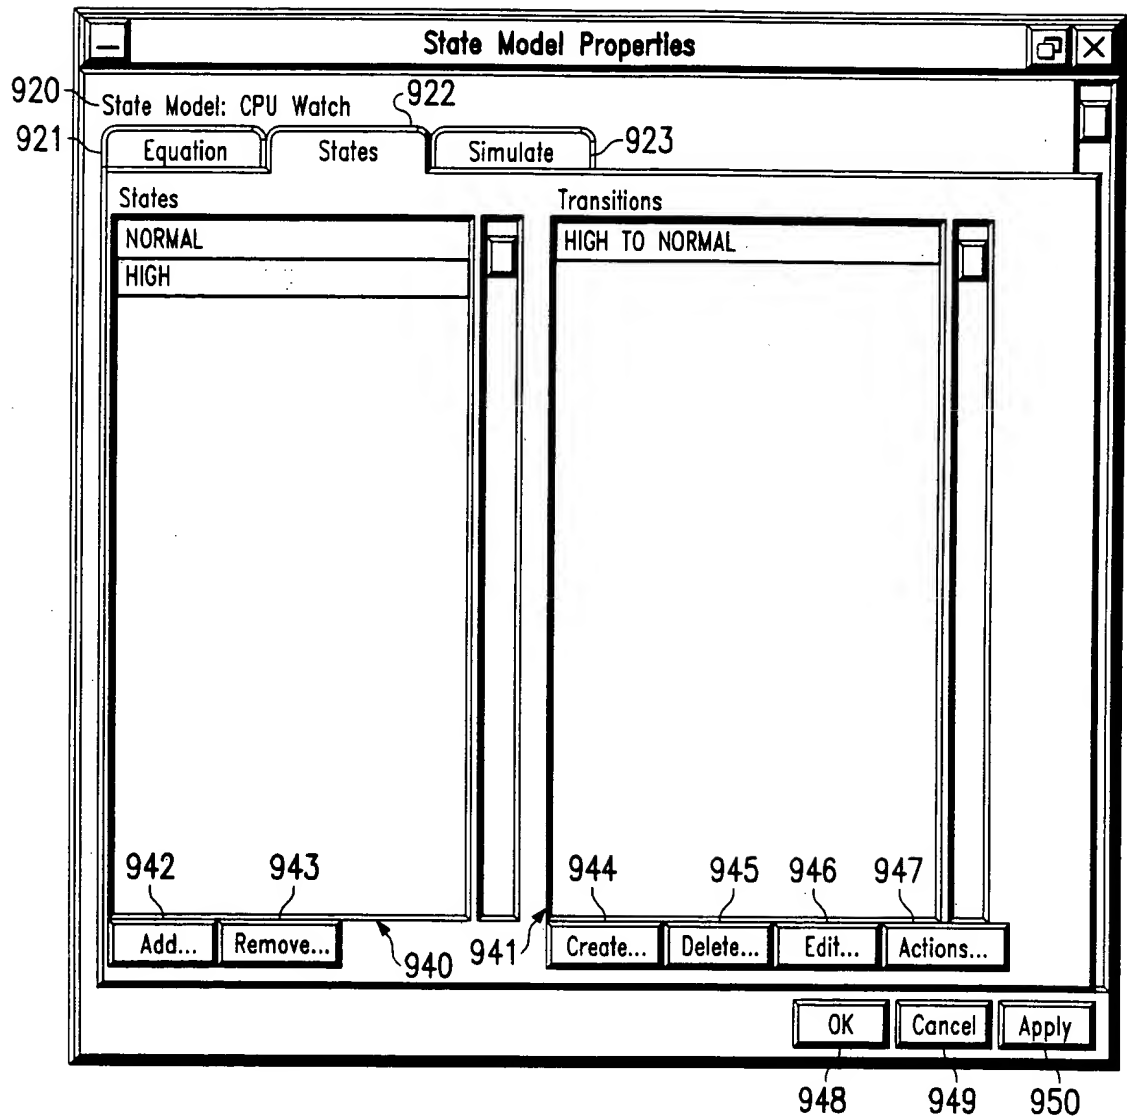 State Model Properties
920 State Model: CPU Watch 922
921 Equation States Simulate 923
States Transitions
NORMAL HIGH TO NORMAL
HIGH
942 943 944 945 946 947
Add... Remove... 940 941 Create... Delete... Edit... Actions...
OK Cancel Apply
948 949 950